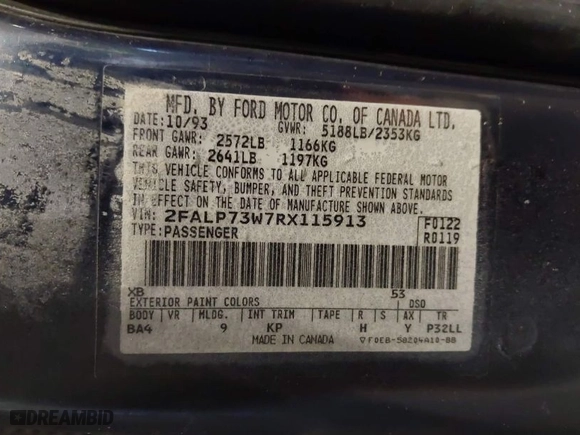 MFD. BY FORD MOTOR CO. OF CANADA LTD.
DATE: 10/93 GVWR: 5188LB/2353KG
FRONT GAWR: 2572LB 1166KG
REAR GAWR: 2641LB 1197KG
THIS VEHICLE CONFORMS TO ALL APPLICABLE FEDERAL MOTOR
VEHICLE SAFETY, BUMPER, AND THEFT PREVENTION STANDARDS
IN EFFECT ON THE DATE OF MANUFACTURE SHOWN ABOVE.
VIN: 2FALP73W7RX115913 F0122
TYPE: PASSENGER R0119
XB 53
EXTERIOR PAINT COLORS DSO
BODY VR MLDG. INT TRIM TAPE R S AX TR
BA4 9 KP H Y P32LL
MADE IN CANADA ♡F0EB-58204A10-BB
DREAMBID